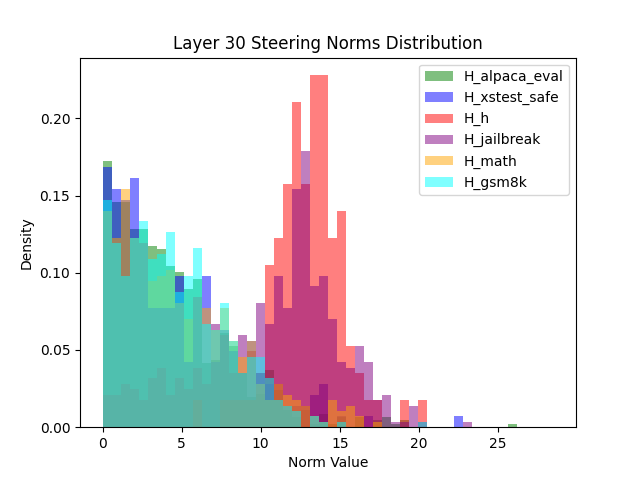 Layer 30 Steering Norms Distribution
H_alpaca_eval
H_xstest_safe
H_h
H_jailbreak
H_math
H_gsm8k
Density
0.20
0.15
0.10
0.05
0.00
0 5 10 15 20 25
Norm Value